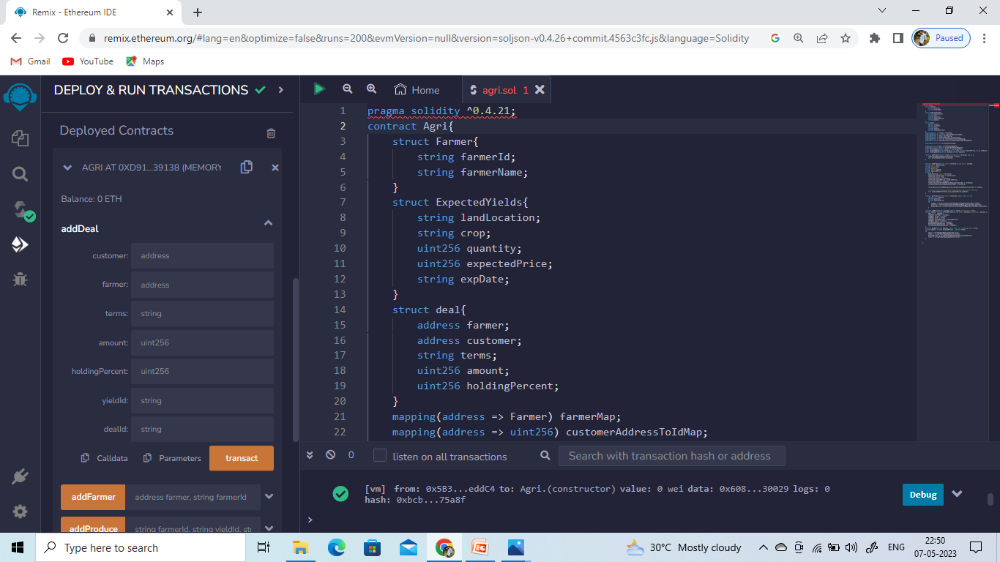 Remix - Ethereum IDE
remix.ethereum.org/#lang=en&optimize=false&runs=200&evmVersion=null&version=soljson-v0.4.26+commit.4563c3fc.js&language=Solidity
Paused
Gmail
YouTube
Maps
DEPLOY & RUN TRANSACTIONS
Deployed Contracts
AGRI AT 0XD91...39138 (MEMORY
Balance: 0 ETH
addDeal
customer: address
farmer: address
terms: string
amount: uint256
holdingPercent: uint256
yieldId: string
dealId: string
Calldata Parameters transact
addFarmer address farmer, string farmerId
addProduce string farmerId, string yieldId, sti
Home
agri.sol 1
1 pragma solidity ^0.4.21;
2 contract Agri{
3 struct Farmer{
4 string farmerId;
5 string farmerName;
6 }
7 struct ExpectedYields{
8 string landLocation;
9 string crop;
10 uint256 quantity;
11 uint256 expectedPrice;
12 string expDate;
13 }
14 struct deal{
15 address farmer;
16 address customer;
17 string terms;
18 uint256 amount;
19 uint256 holdingPercent;
20 }
21 mapping(address => Farmer) farmerMap;
22 mapping(address => uint256) customerAddressToIdMap;
0 listen on all transactions Search with transaction hash or address
[vm] from: 0x5B3...eddC4 to: Agri.(constructor) value: 0 wei data: 0x608...30029 logs: 0
hash: 0xbcb...75a8f
Debug
>
Type here to search
30°C Mostly cloudy
ENG
22:50
07-05-2023